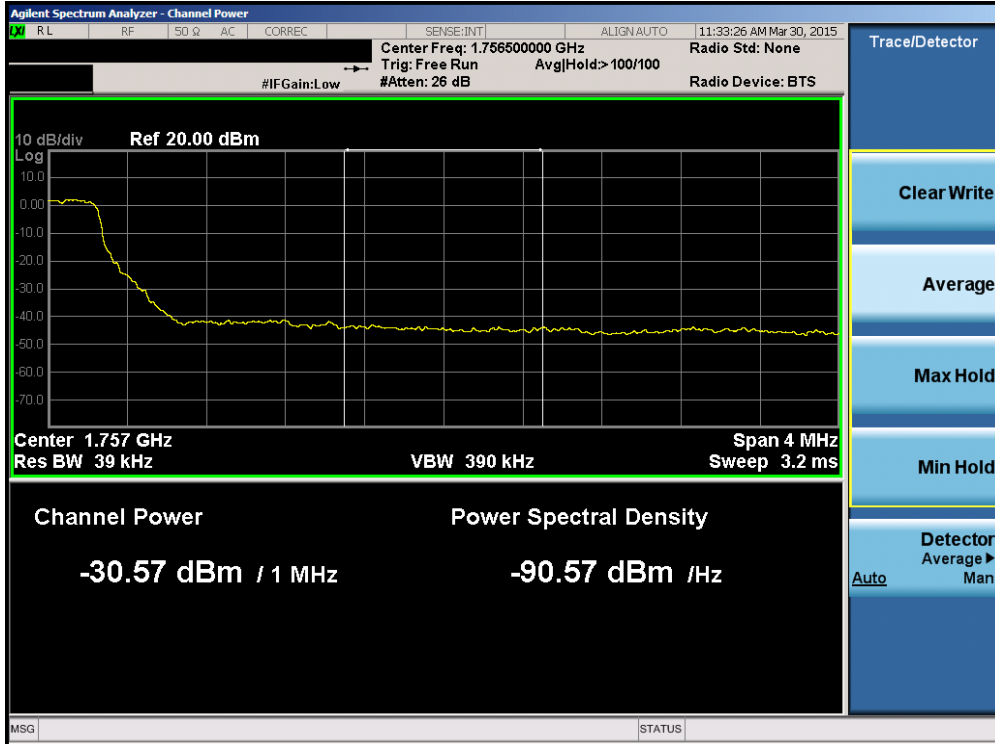 Agilent Spectrum Analyzer - Channel Power
LXI RL RF 50 Ω AC CORREC SENSE:INT ALIGN AUTO 11:33:26 AM Mar 30, 2015
Center Freq: 1.756500000 GHz Radio Std: None
Trig: Free Run Avg|Hold:>100/100
#IFGain:Low #Atten: 26 dB Radio Device: BTS
Trace/Detector
10 dB/div Ref 20.00 dBm
Log
10.0
0.00
-10.0
-20.0
-30.0
-40.0
-50.0
-60.0
-70.0
Center 1.757 GHz Span 4 MHz
Res BW 39 kHz VBW 390 kHz Sweep 3.2 ms
Channel Power Power Spectral Density
-30.57 dBm / 1 MHz -90.57 dBm /Hz
Clear Write
Average
Max Hold
Min Hold
Detector
Average▶
Auto Man
MSG STATUS